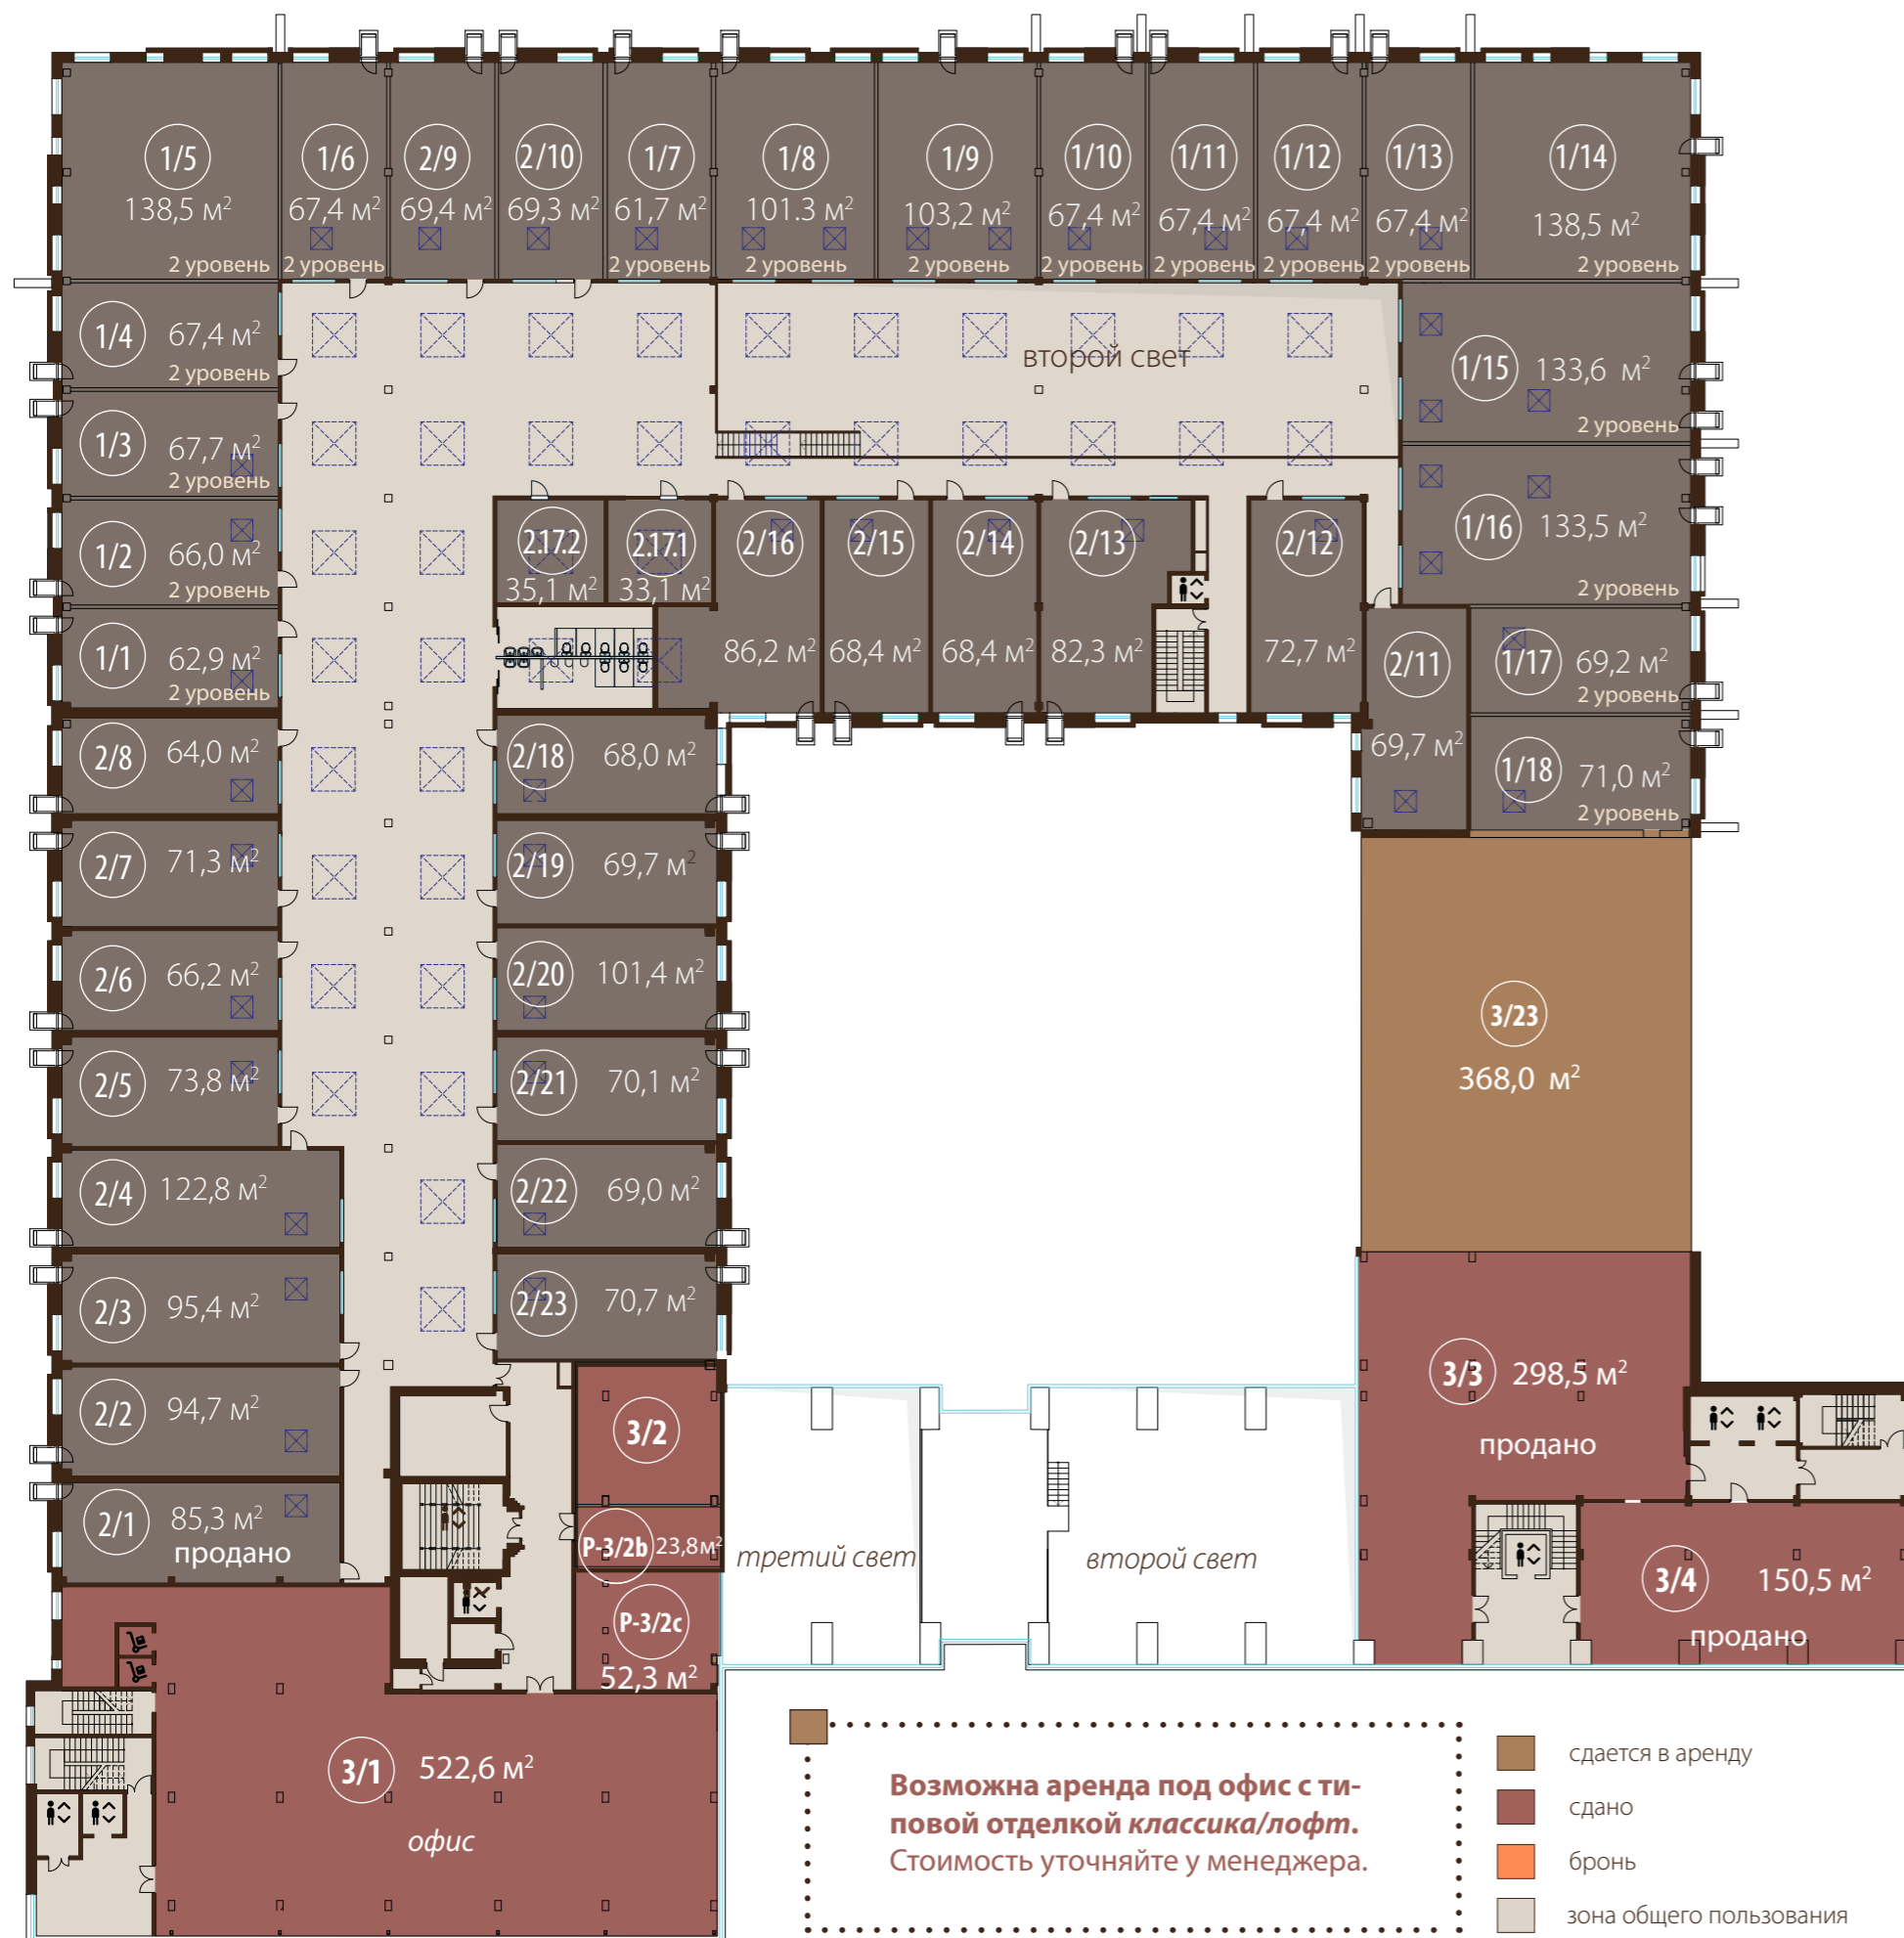 1/5
138,5 м²
2 уровень
1/6
67,4 м²
2 уровень
2/9
69,4 м²
2/10
69,3 м²
1/7
61,7 м²
2 уровень
1/8
101.3 м²
2 уровень
1/9
103,2 м²
2 уровень
1/10
67,4 м²
2 уровень
1/11
67,4 м²
2 уровень
1/12
67,4 м²
2 уровень
1/13
67,4 м²
2 уровень
1/14
138,5 м²
2 уровень
1/4 67,4 м²
2 уровень
второй свет
1/15 133,6 м²
2 уровень
1/3 67,7 м²
2 уровень
1/2 66,0 м²
2 уровень
2.17.2
35,1 м²
2.17.1
33,1 м²
2/16
86,2 м²
2/15
68,4 м²
2/14
68,4 м²
2/13
82,3 м²
2/12
72,7 м²
1/16 133,5 м²
2 уровень
1/1 62,9 м²
2 уровень
2/11
69,7 м²
1/17 69,2 м²
2 уровень
1/18 71,0 м²
2 уровень
2/8 64,0 м²
2/18 68,0 м²
2/7 71,3 м²
2/19 69,7 м²
2/6 66,2 м²
2/20 101,4 м²
3/23
368,0 м²
2/5 73,8 м²
2/21 70,1 м²
2/4 122,8 м²
2/22 69,0 м²
2/3 95,4 м²
2/23 70,7 м²
2/2 94,7 м²
3/2
3/3 298,5 м²
продано
2/1 85,3 м²
продано
P-3/2b 23,8м²
третий свет
второй свет
P-3/2c
52,3 м²
3/4 150,5 м²
продано
3/1 522,6 м²
офис
Возможна аренда под офис с ти-
повой отделкой классика/лофт.
Стоимость уточняйте у менеджера.
сдается в аренду
сдано
бронь
зона общего пользования